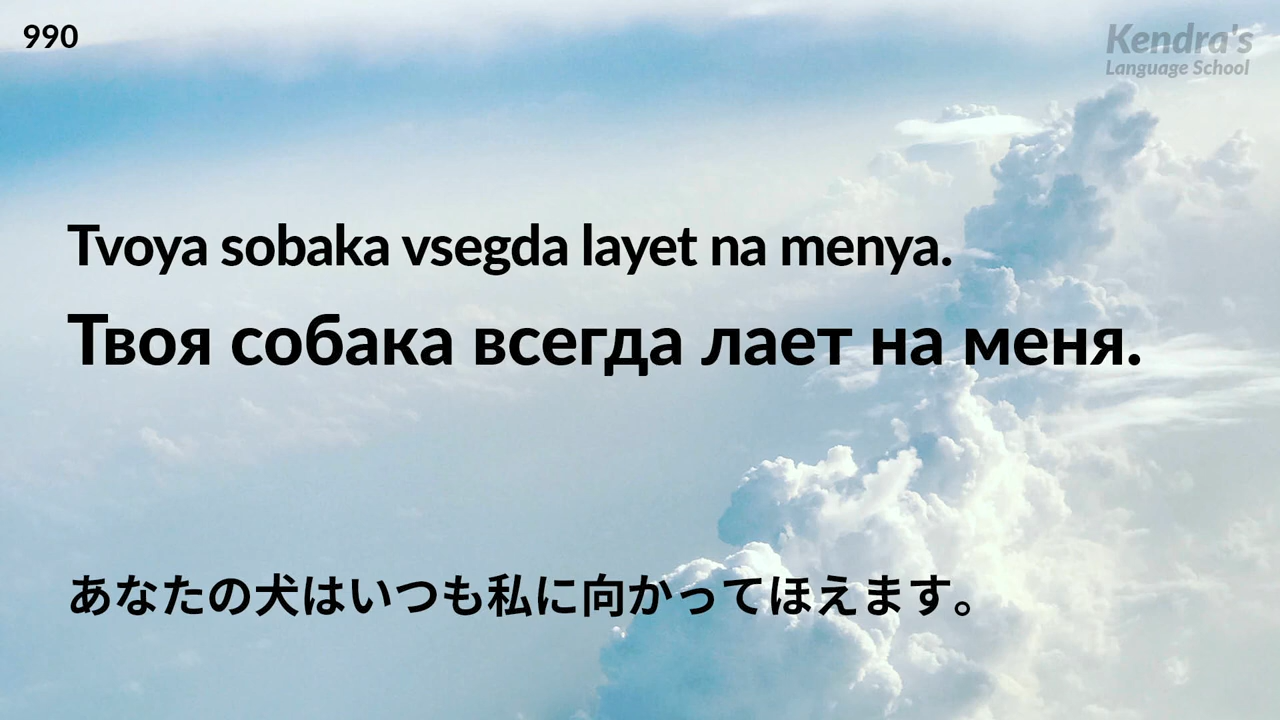 990
Kendra's
Language School
Tvoya sobaka vsegda layet na menya.
Твоя собака всегда лает на меня.
あなたの犬はいつも私に向かってほえます。